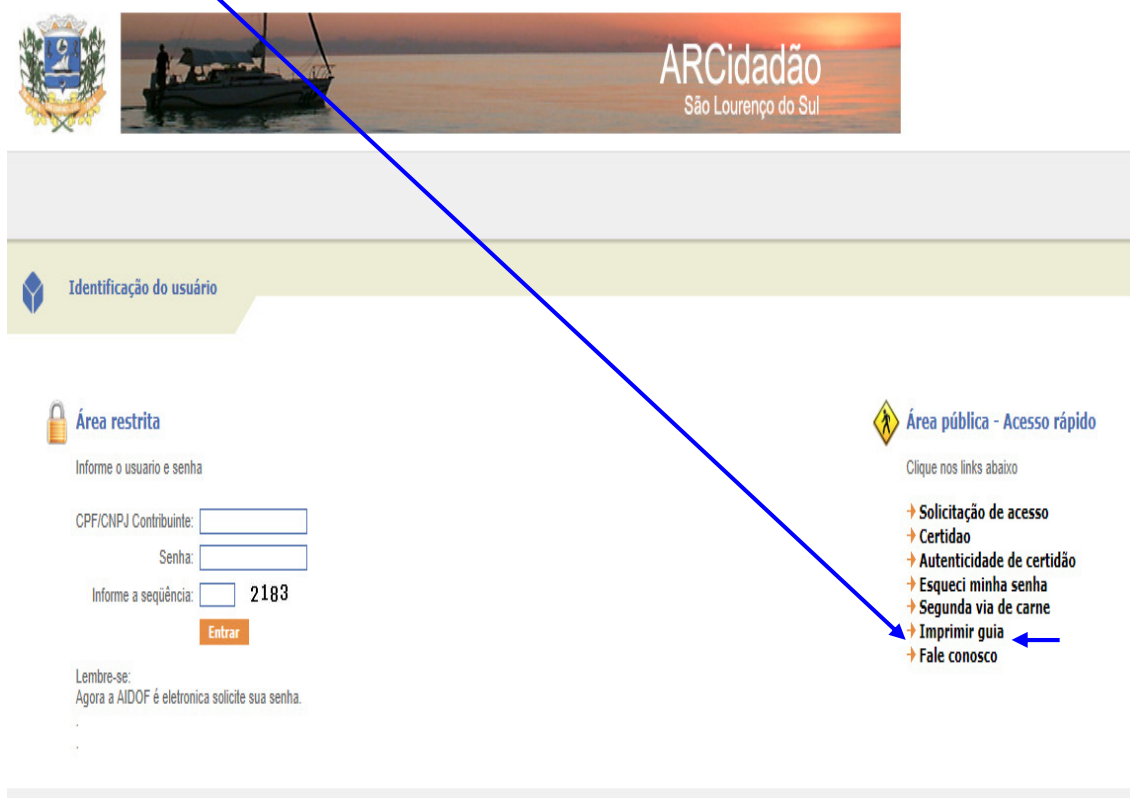 ARCidadão
São Lourenço do Sul
Identificação do usuário
Área restrita
Informe o usuario e senha
CPF/CNPJ Contribuinte:
Senha:
Informe a seqüência: 2183
Entrar
Lembre-se:
Agora a AIDOF é eletronica solicite sua senha.
.
.
Área pública - Acesso rápido
Clique nos links abaixo
Solicitação de acesso
Certidao
Autenticidade de certidão
Esqueci minha senha
Segunda via de carne
Imprimir guia
Fale conosco